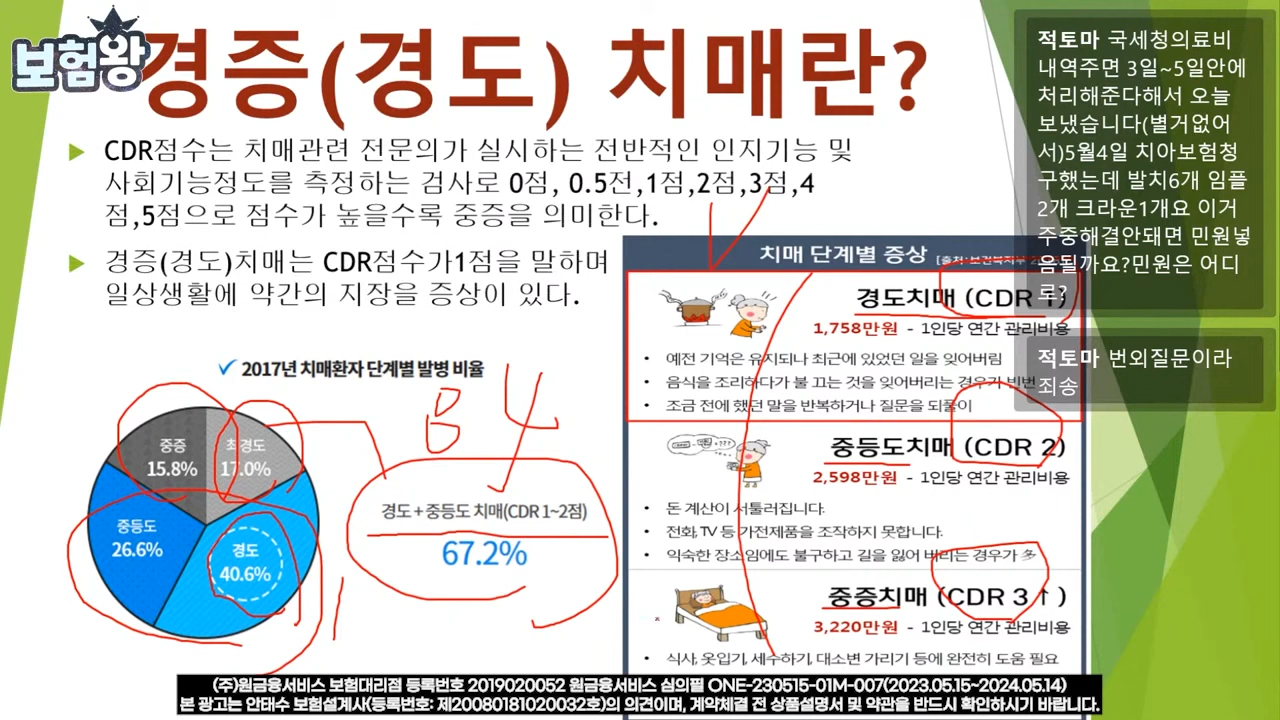 보험왕
경증(경도) 치매란?
CDR점수는 치매관련 전문의가 실시하는 전반적인 인지기능 및
사회기능정도를 측정하는 검사로 0점, 0.5전,1점,2점,3점,4
점,5점으로 점수가 높을수록 중증을 의미한다.
경증(경도)치매는 CDR점수가1점을 말하며
일상생활에 약간의 지장을 증상이 있다.
2017년 치매환자 단계별 발병 비율
중증
15.8%
최경도
17.0%
중등도
26.6%
경도
40.6%
84
경도 + 중등도 치매(CDR 1~2점)
67.2%
치매 단계별 증상
경도치매 (CDR 1)
1,758만원 - 1인당 연간 관리비용
• 예전 기억은 유지되나 최근에 있었던 일을 잊어버림
• 음식을 조리하다가 불 끄는 것을 잊어버리는 경우가 빈번
• 조금 전에 했던 말을 반복하거나 질문을 되풀이
중등도치매 (CDR 2)
2,598만원 - 1인당 연간 관리비용
• 돈 계산이 서툴러집니다.
• 전화, TV 등 가전제품을 조작하지 못합니다.
• 익숙한 장소임에도 불구하고 길을 잃어 버리는 경우가 多
중증치매 (CDR 3↑)
3,220만원 - 1인당 연간 관리비용
• 식사, 옷입기, 세수하기, 대소변 가리기 등에 완전히 도움 필요
적토마 국세청의료비
내역주면 3일~5일안에
처리해준다해서 오늘
보냈습니다(별거없어
서)5월4일 치아보험청
구했는데 발치6개 임플
2개 크라운1개요 이거
주중해결안돼면 민원넣
음될까요?민원은 어디
로?
적토마 번외질문이라
죄송
(주)원금융서비스 보험대리점 등록번호 2019020052 원금융서비스 심의필 ONE-230515-01M-007(2023.05.15~2024.05.14)
본 광고는 안태수 보험설계사(등록번호: 제20080181020032호)의 의견이며, 계약체결 전 상품설명서 및 약관을 반드시 확인하시기 바랍니다.